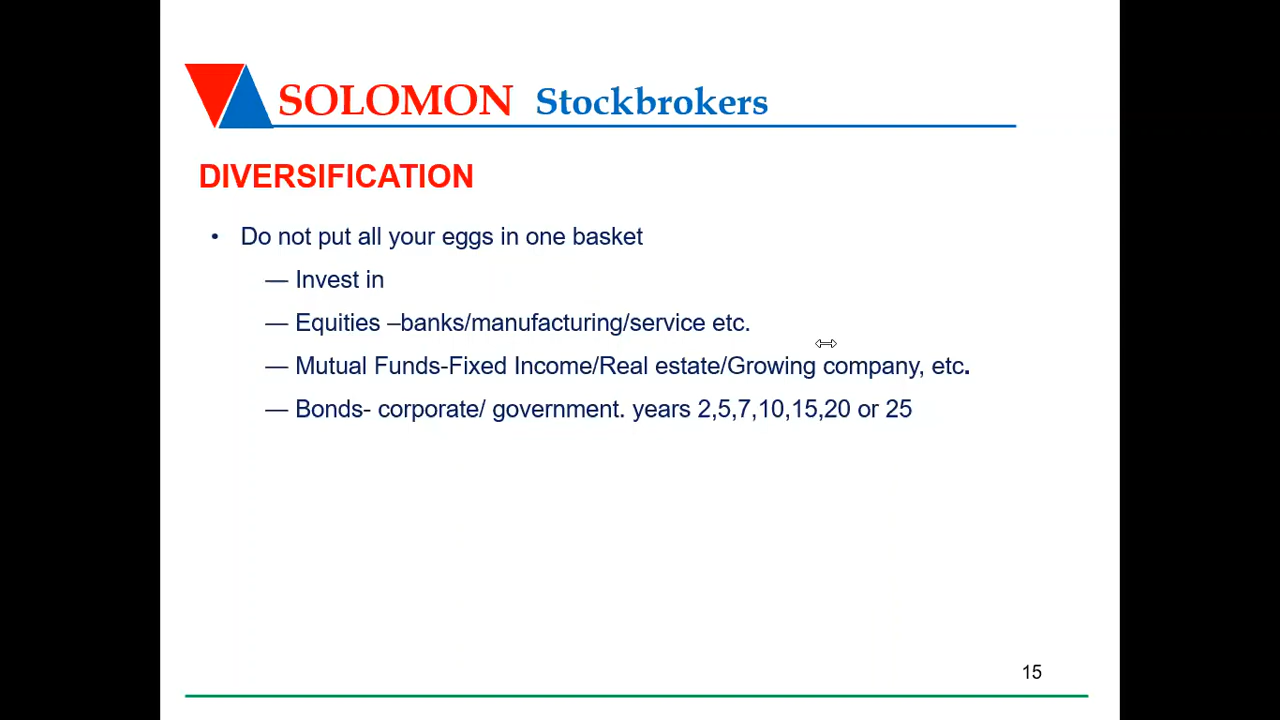 SOLOMON Stockbrokers
DIVERSIFICATION
• Do not put all your eggs in one basket
— Invest in
— Equities –banks/manufacturing/service etc.
— Mutual Funds-Fixed Income/Real estate/Growing company, etc.
— Bonds- corporate/ government. years 2,5,7,10,15,20 or 25
15